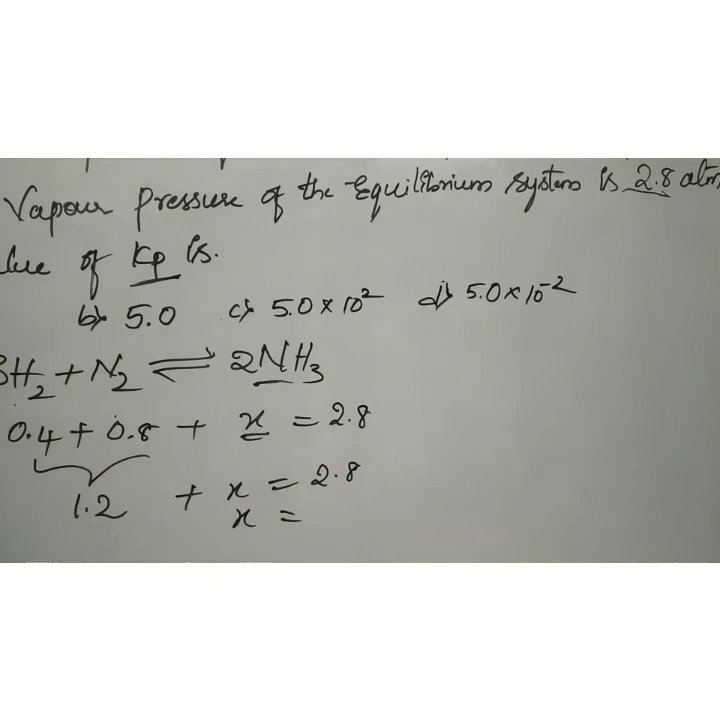 Vapour pressure of the Equilibrium system is 2.8 atm
lue of Kp is.
b) 5.0 c) 5.0 × 10² d) 5.0 × 10⁻²
3H₂ + N₂ ⇌ 2NH₃
0.4 + 0.8 + x = 2.8
1.2 + x = 2.8
x =